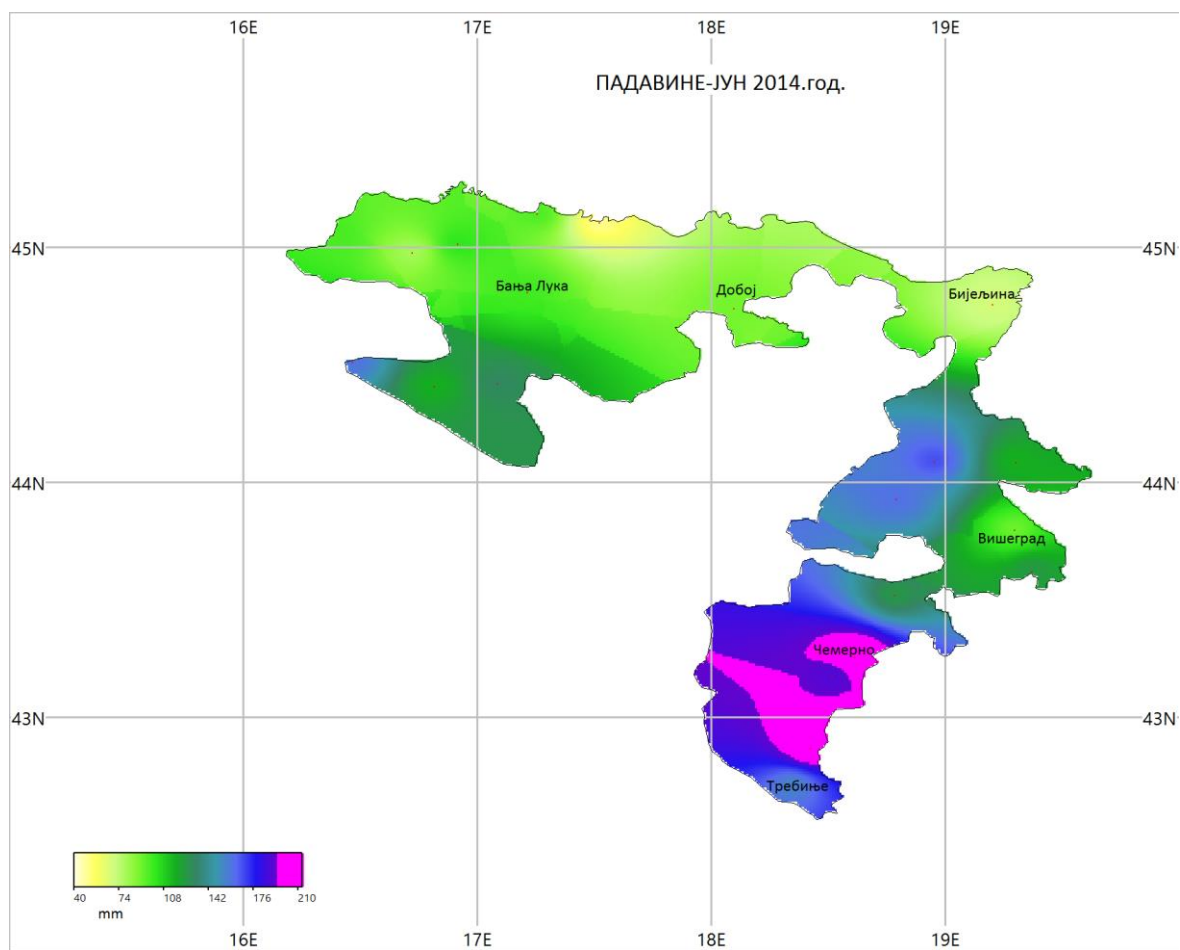 16E 17E 18E 19E
ПАДАВИНЕ-ЈУН 2014.год.
45N 45N
Бања Лука Добој Бијељина
44N 44N
Вишеград
Чемерно
43N 43N
Требиње
40 74 108 142 176 210
mm
16E 17E 18E 19E